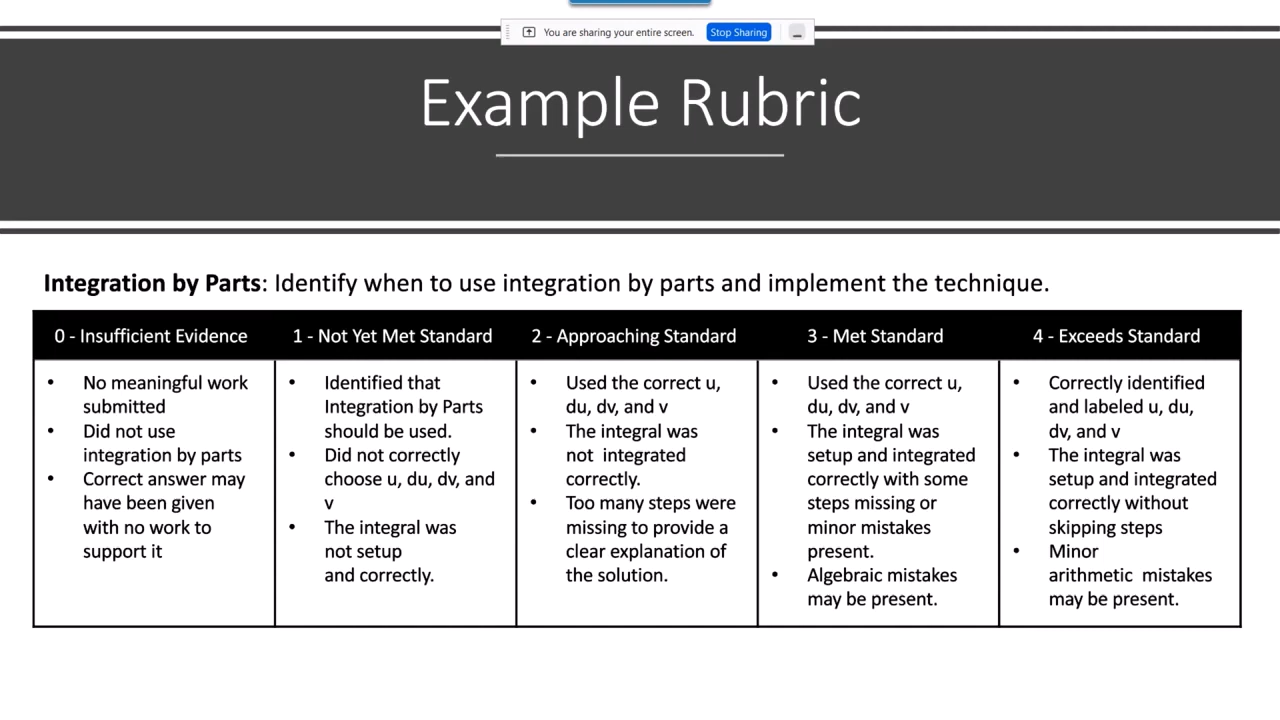 You are sharing your entire screen. Stop Sharing
Example Rubric
Integration by Parts: Identify when to use integration by parts and implement the technique.
0 - Insufficient Evidence
1 - Not Yet Met Standard
2 - Approaching Standard
3 - Met Standard
4 - Exceeds Standard
• No meaningful work
submitted
• Did not use
integration by parts
• Correct answer may
have been given
with no work to
support it
• Identified that
Integration by Parts
should be used.
• Did not correctly
choose u, du, dv, and
v
• The integral was
not setup
and correctly.
• Used the correct u,
du, dv, and v
• The integral was
not integrated
correctly.
• Too many steps were
missing to provide a
clear explanation of
the solution.
• Used the correct u,
du, dv, and v
• The integral was
setup and integrated
correctly with some
steps missing or
minor mistakes
present.
• Algebraic mistakes
may be present.
• Correctly identified
and labeled u, du,
dv, and v
• The integral was
setup and integrated
correctly without
skipping steps
• Minor
arithmetic mistakes
may be present.